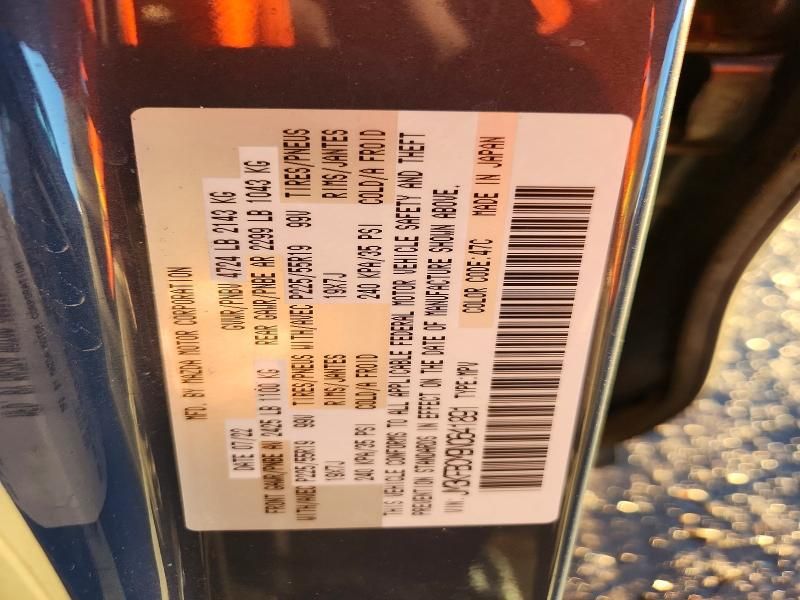 MFD. BY MAZDA MOTOR CORPORATION
DATE 07/22 GVWR/PNBV 4724 LB 2143 KG
FRONT GAWR/PNBE AV 2425 LB 1100 KG REAR GAWR/PNBE AR 2299 LB 1043 KG
WITH/AVEC P225/55R19 99V TIRES/PNEUS WITH/AVEC P225/55R19 99V TIRES/PNEUS
19X7J RIMS/JANTES 19X7J RIMS/JANTES
240 KPA/35 PSI COLD/A FROID 240 KPA/35 PSI COLD/A FROID
THIS VEHICLE CONFORMS TO ALL APPLICABLE FEDERAL MOTOR VEHICLE SAFETY AND THEFT
PREVENTION STANDARDS IN EFFECT ON THE DATE OF MANUFACTURE SHOWN ABOVE.
VIN: TYPE:MPV COLOR CODE:47C MADE IN JAPAN